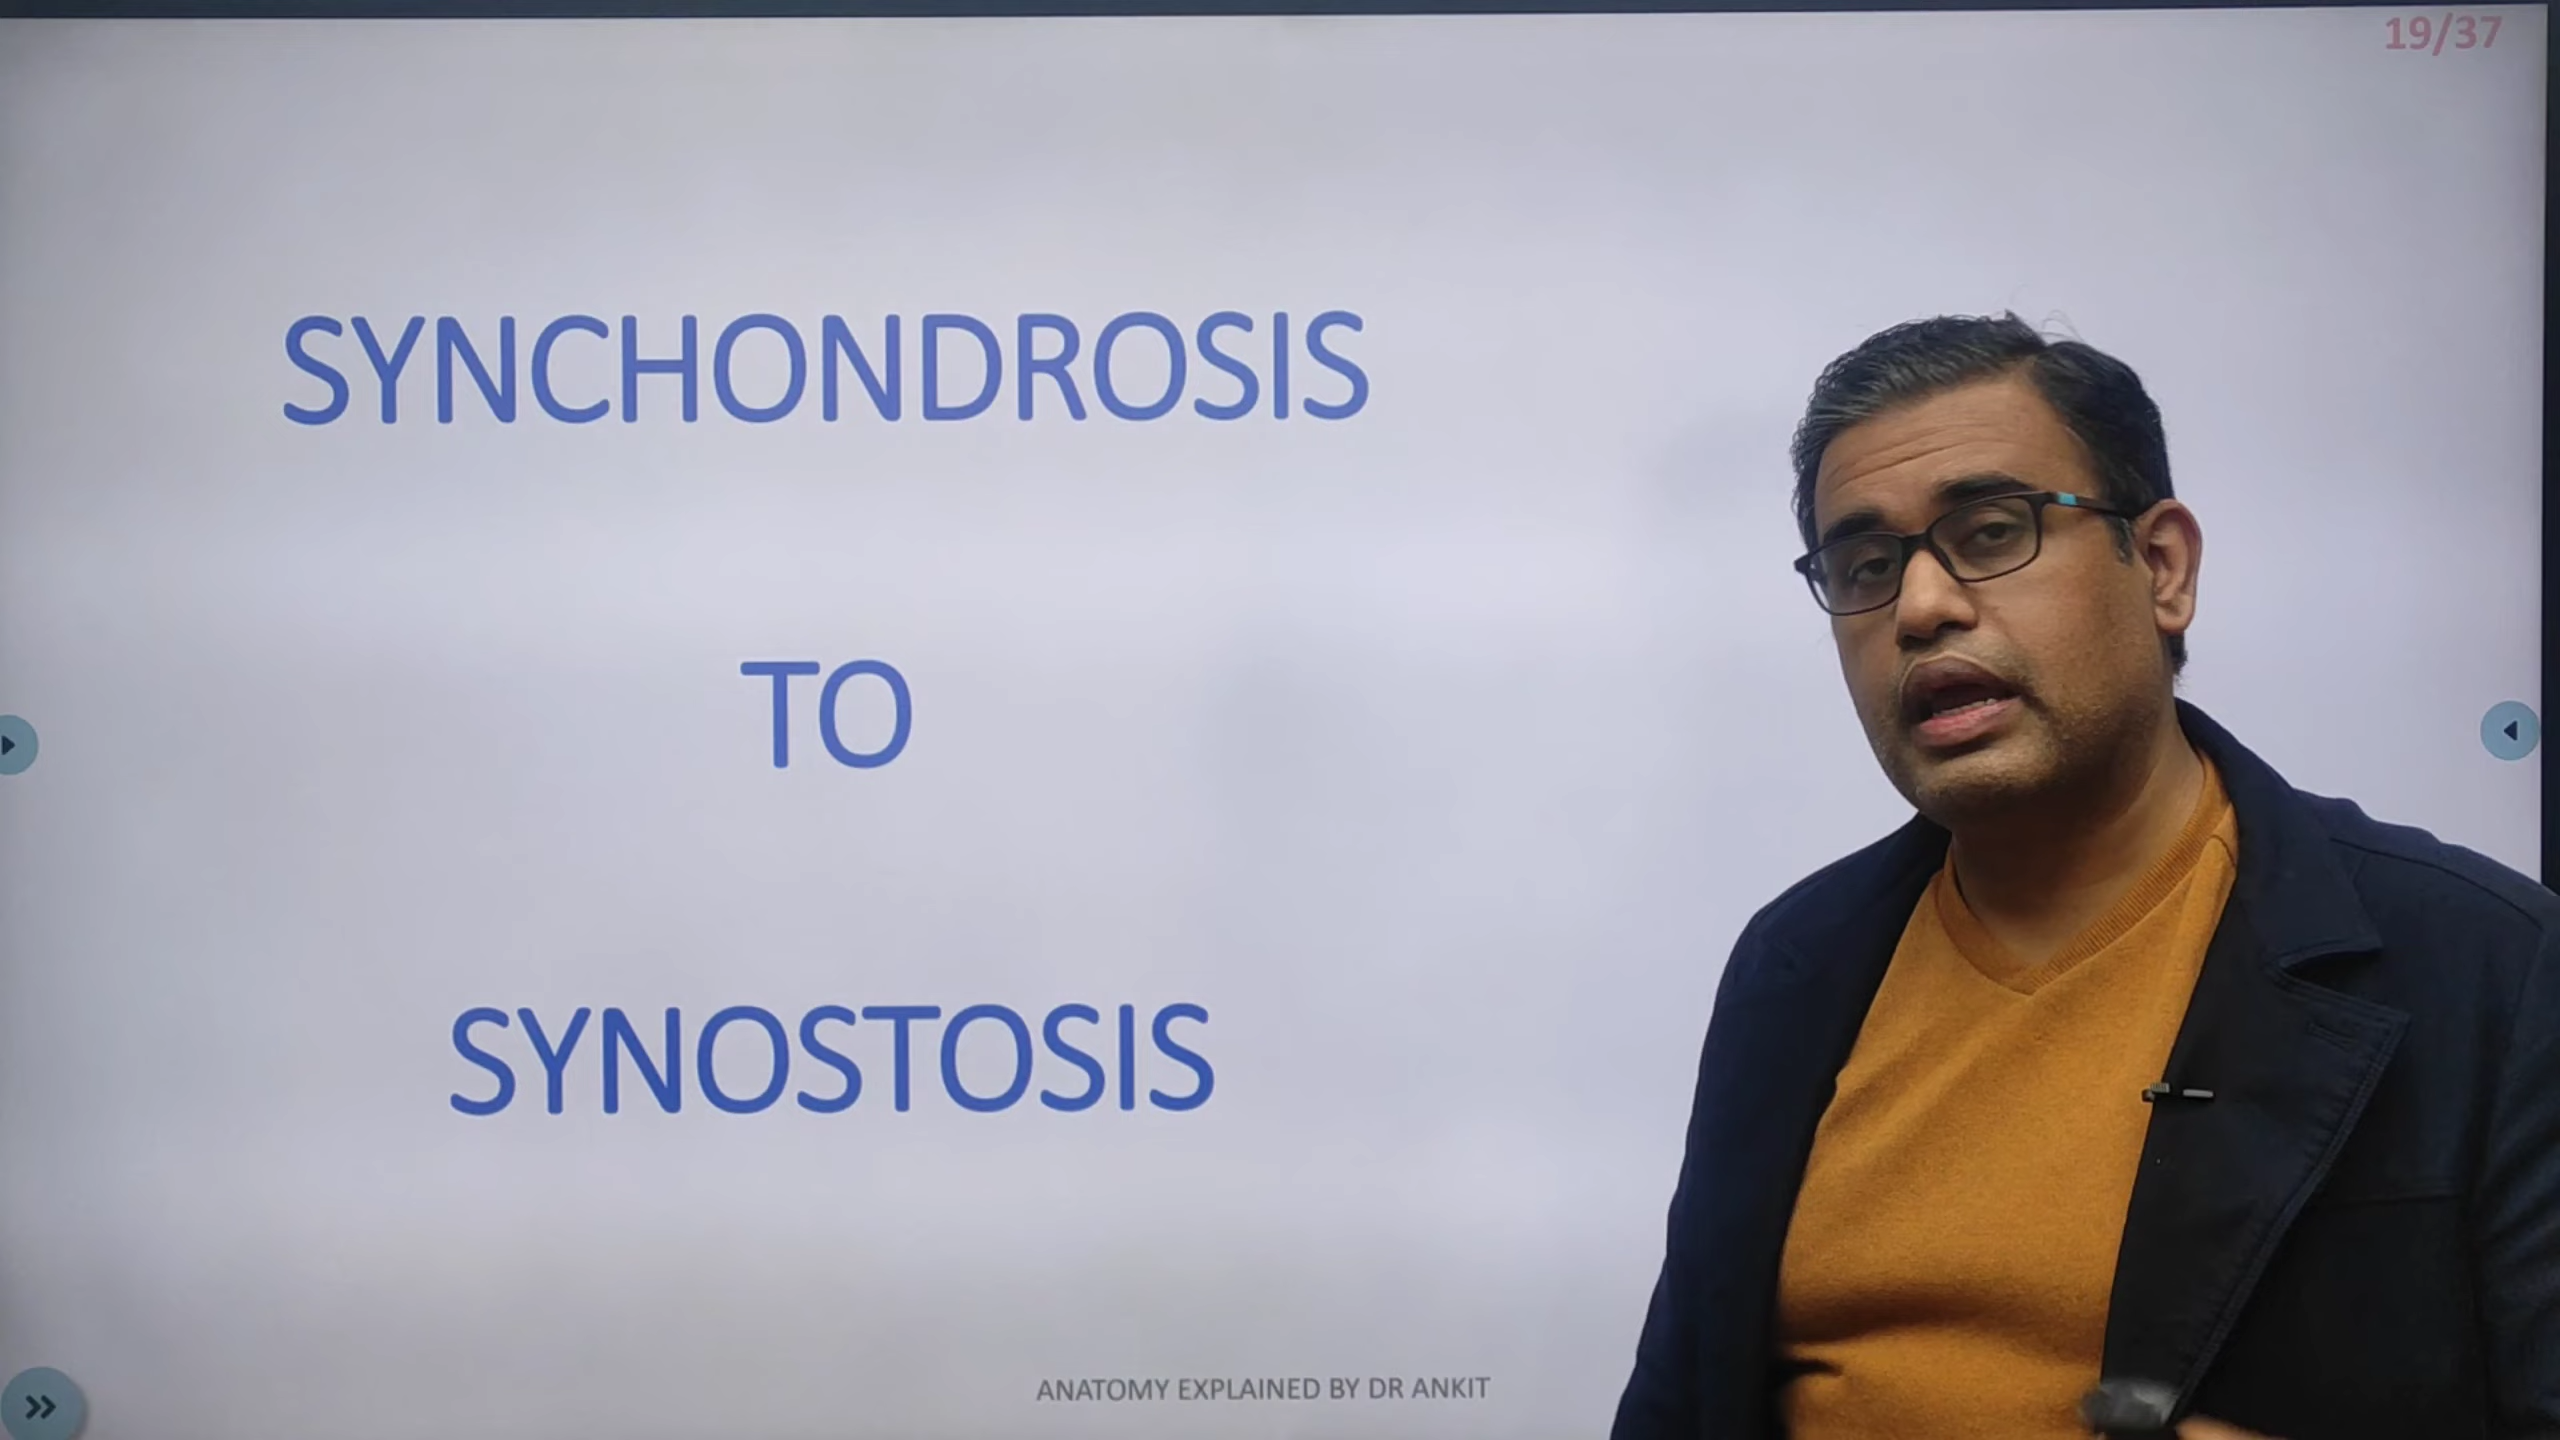 19/37
SYNCHONDROSIS
TO
SYNOSTOSIS
ANATOMY EXPLAINED BY DR ANKIT